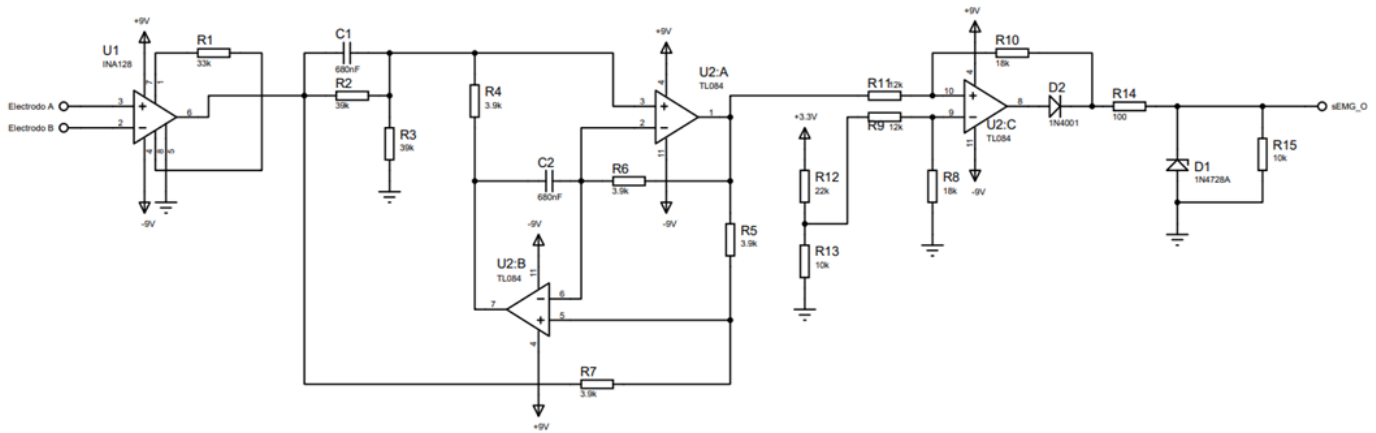 +9V
U1
INA128
R1
33k
7
1
Electrodo A
3
Electrodo B
2
6
4
8
5
-9V
C1
680nF
R2
39k
R3
39k
R4
3.9k
+9V
U2:A
TL084
4
3
2
1
11
-9V
C2
680nF
R6
3.9k
R5
3.9k
-9V
U2:B
TL084
11
7
6
5
4
+9V
R7
3.9k
+3.3V
R12
22k
R13
10k
R11
12k
R9
12k
R8
18k
+9V
R10
18k
4
10
9
8
U2:C
TL084
11
-9V
D2
1N4001
R14
100
D1
1N4728A
R15
10k
sEMG_O